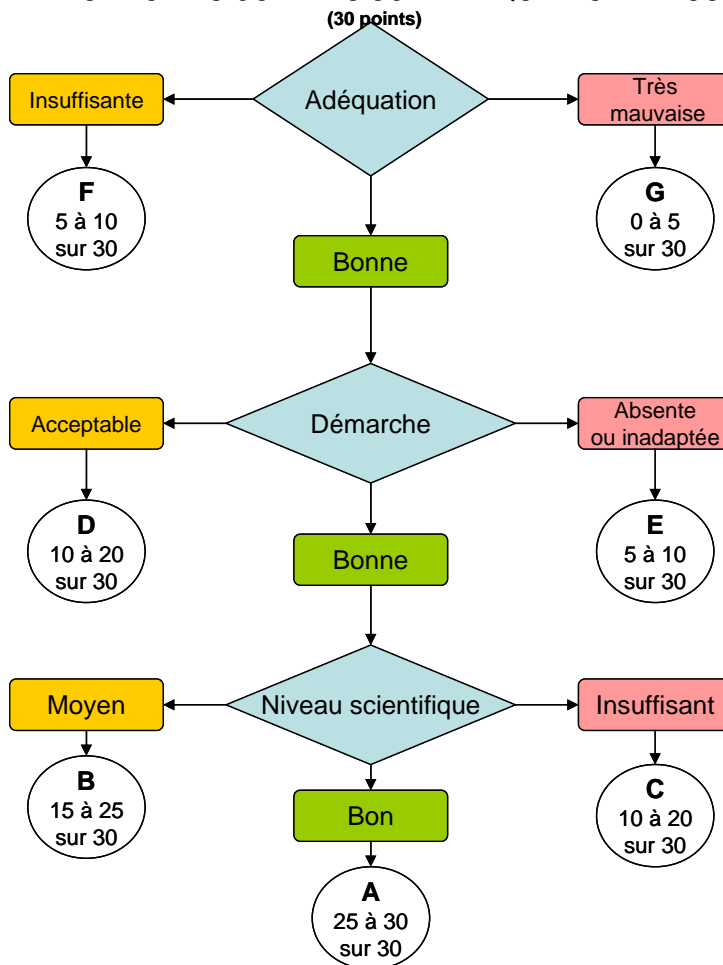 (30 points)
Insuffisante
Adéquation
Très
mauvaise
F
5 à 10
sur 30
G
0 à 5
sur 30
Bonne
Acceptable
Démarche
Absente
ou inadaptée
D
10 à 20
sur 30
E
5 à 10
sur 30
Bonne
Moyen
Niveau scientifique
Insuffisant
B
15 à 25
sur 30
Bon
C
10 à 20
sur 30
A
25 à 30
sur 30